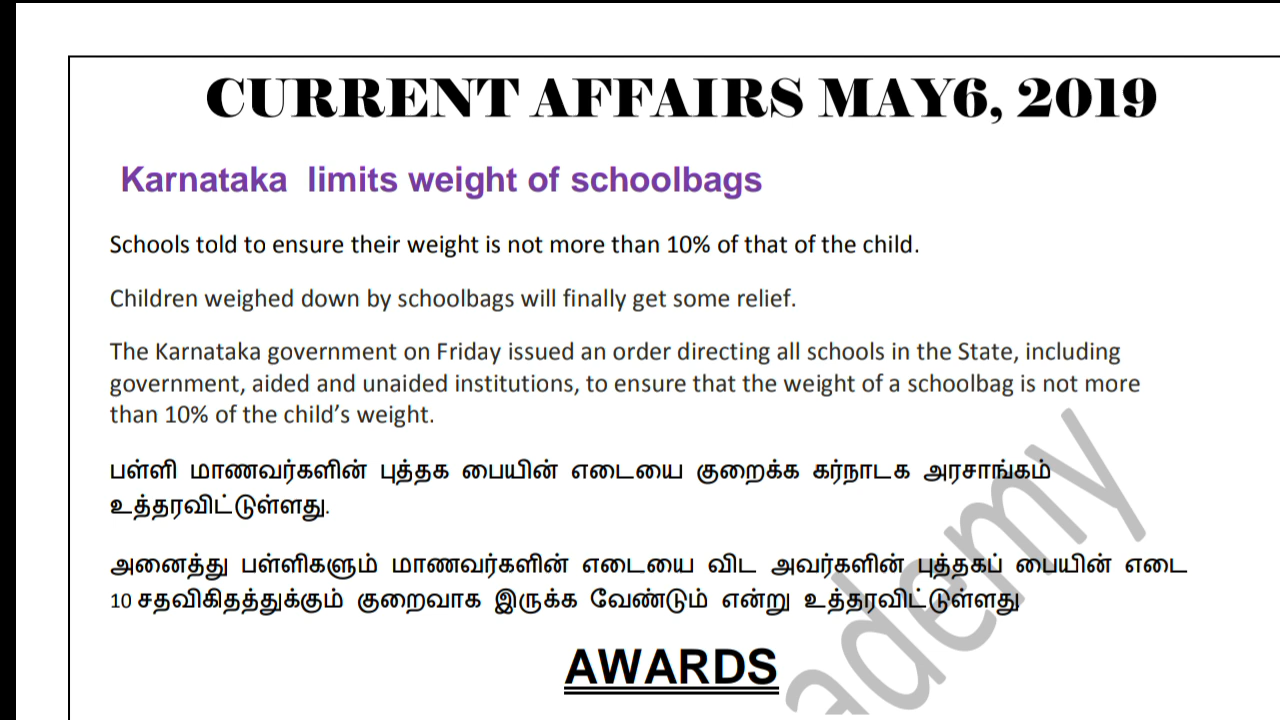 CURRENT AFFAIRS MAY6, 2019
Karnataka limits weight of schoolbags
Schools told to ensure their weight is not more than 10% of that of the child.
Children weighed down by schoolbags will finally get some relief.
The Karnataka government on Friday issued an order directing all schools in the State, including
government, aided and unaided institutions, to ensure that the weight of a schoolbag is not more
than 10% of the child’s weight.
பள்ளி மாணவர்களின் புத்தக பையின் எடையை குறைக்க கர்நாடக அரசாங்கம்
உத்தரவிட்டுள்ளது.
அனைத்து பள்ளிகளும் மாணவர்களின் எடையை விட அவர்களின் புத்தகப் பையின் எடை
10 சதவிகிதத்துக்கும் குறைவாக இருக்க வேண்டும் என்று உத்தரவிட்டுள்ளது
AWARDS
ademy